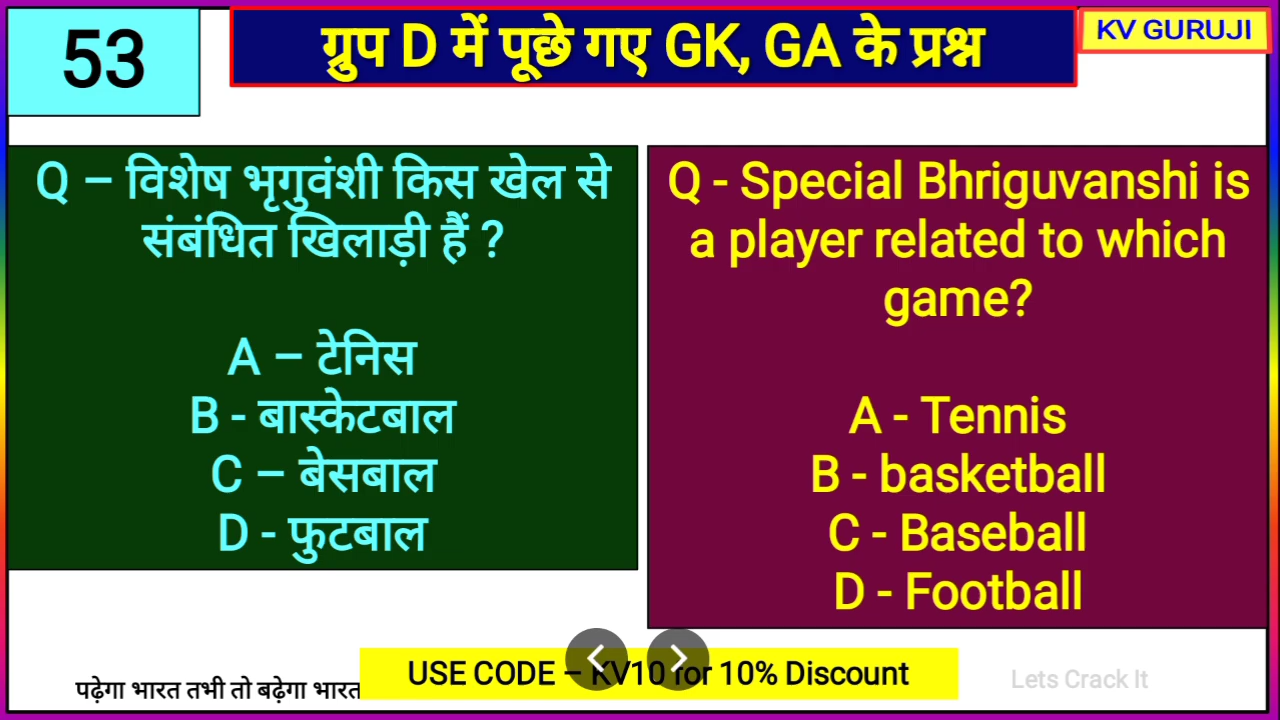 53
ग्रुप D में पूछे गए GK, GA के प्रश्न
KV GURUJI
Q – विशेष भृगुवंशी किस खेल से
संबंधित खिलाड़ी हैं ?
A – टेनिस
B - बास्केटबाल
C – बेसबाल
D - फुटबाल
Q - Special Bhriguvanshi is
a player related to which
game?
A - Tennis
B - basketball
C - Baseball
D - Football
पढ़ेगा भारत तभी तो बढ़ेगा भारत
USE CODE – KV10 for 10% Discount
Lets Crack It